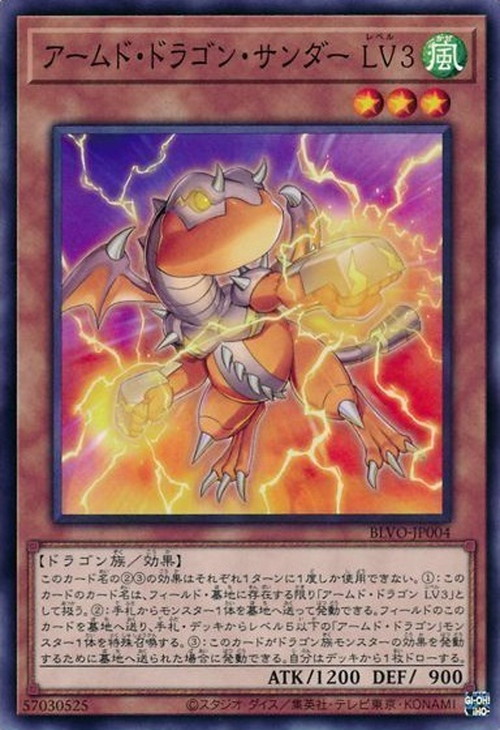 アームド・ドラゴン・サンダー LV3
レベル
風
かぜ
BLVO-JP004
【ドラゴン族／効果】
このカード名の②③の効果はそれぞれ1ターンに1度しか使用できない。①：この
カードのカード名は、フィールド・墓地に存在する限り「アームド・ドラゴン LV3」と
して扱う。②：手札からモンスター1体を墓地へ送って発動できる。フィールドのこの
カードを墓地へ送り、手札・デッキからレベル5以下の「アームド・ドラゴン」モン
スター1体を特殊召喚する。③：このカードがドラゴン族モンスターの効果を発動
するために墓地へ送られた場合に発動できる。自分はデッキから1枚ドローする。
ATK/1200 DEF/ 900
57030525
©スタジオ・ダイス／集英社・テレビ東京・KONAMI